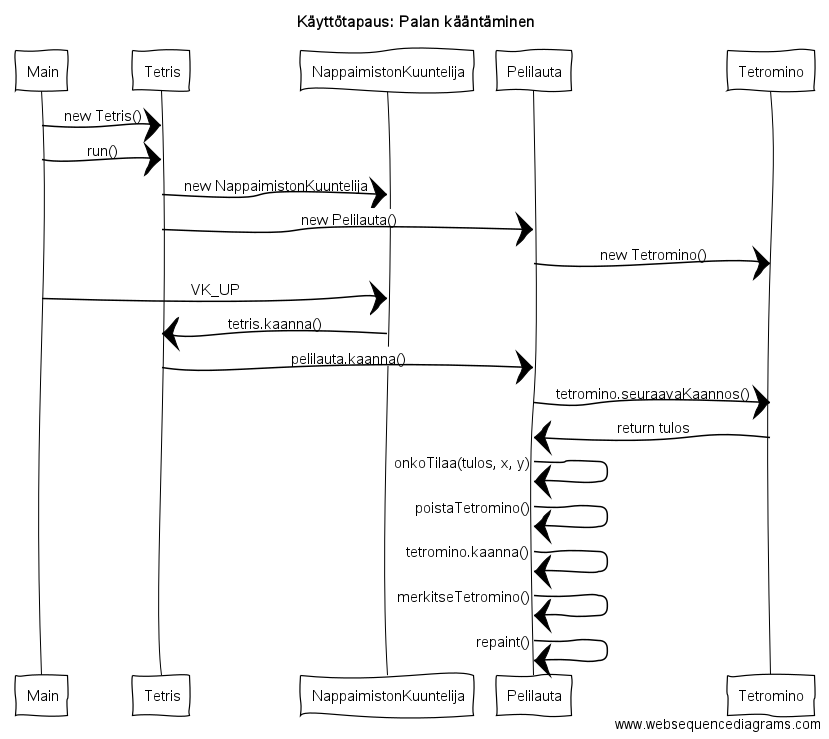 Käyttötapaus: Palan kääntäminen
Main Tetris NappaimistonKuuntelija Pelilauta Tetromino
new Tetris()
run()
new NappaimistonKuuntelija
new Pelilauta()
new Tetromino()
VK_UP
tetris.kaanna()
pelilauta.kaanna()
tetromino.seuraavaKaannos()
return tulos
onkoTilaa(tulos, x, y)
poistaTetromino()
tetromino.kaanna()
merkitseTetromino()
repaint()
Main Tetris NappaimistonKuuntelija Pelilauta Tetromino
www.websequencediagrams.com